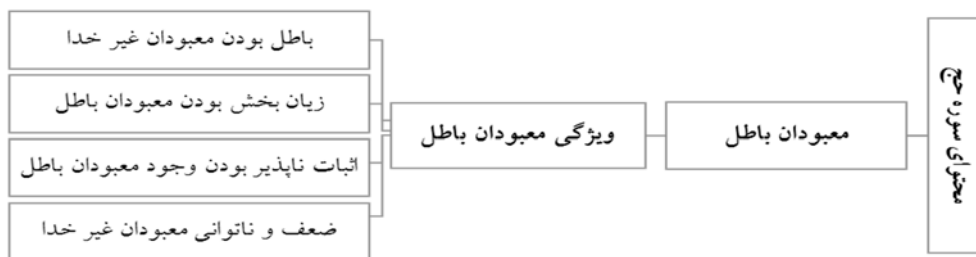 محتوای سوره حج
معبودان باطل
ویژگی معبودان باطل
باطل بودن معبودان غیر خدا
زیان بخش بودن معبودان باطل
اثبات ناپذیر بودن وجود معبودان باطل
ضعف و ناتوانی معبودان غیر خدا